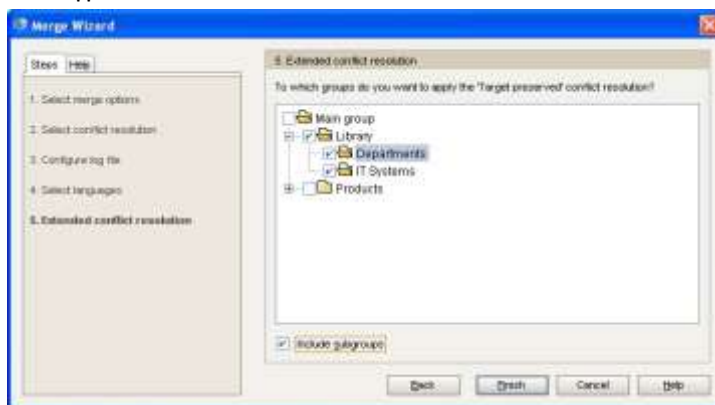 Merge Wizard
Steps Help
1. Select merge options
2. Select conflict resolution
3. Configure log file
4. Select languages
5. Extended conflict resolution
5. Extended conflict resolution
To which groups do you want to apply the 'Target preserved' conflict resolution?
Main group
Library
Departments
IT Systems
Products
Include subgroups
Back Finish Cancel Help